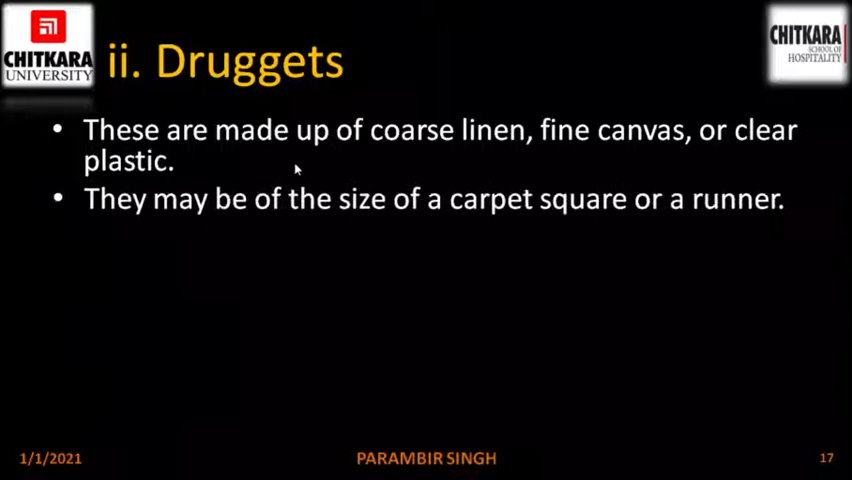 CHITKARA
UNIVERSITY
ii. Druggets
CHITKARA
SCHOOL OF
HOSPITALITY
• These are made up of coarse linen, fine canvas, or clear
plastic.
• They may be of the size of a carpet square or a runner.
1/1/2021
PARAMBIR SINGH
17